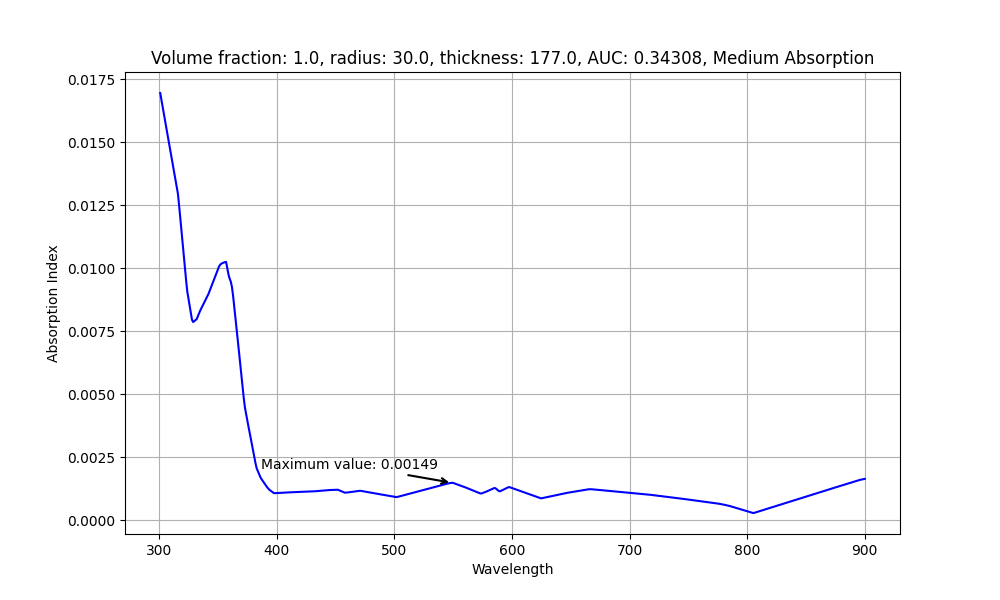 Volume fraction: 1.0, radius: 30.0, thickness: 177.0, AUC: 0.34308, Medium Absorption
0.0175
0.0150
0.0125
0.0100
0.0075
0.0050
0.0025
0.0000
Absorption Index
Maximum value: 0.00149
300 400 500 600 700 800 900
Wavelength